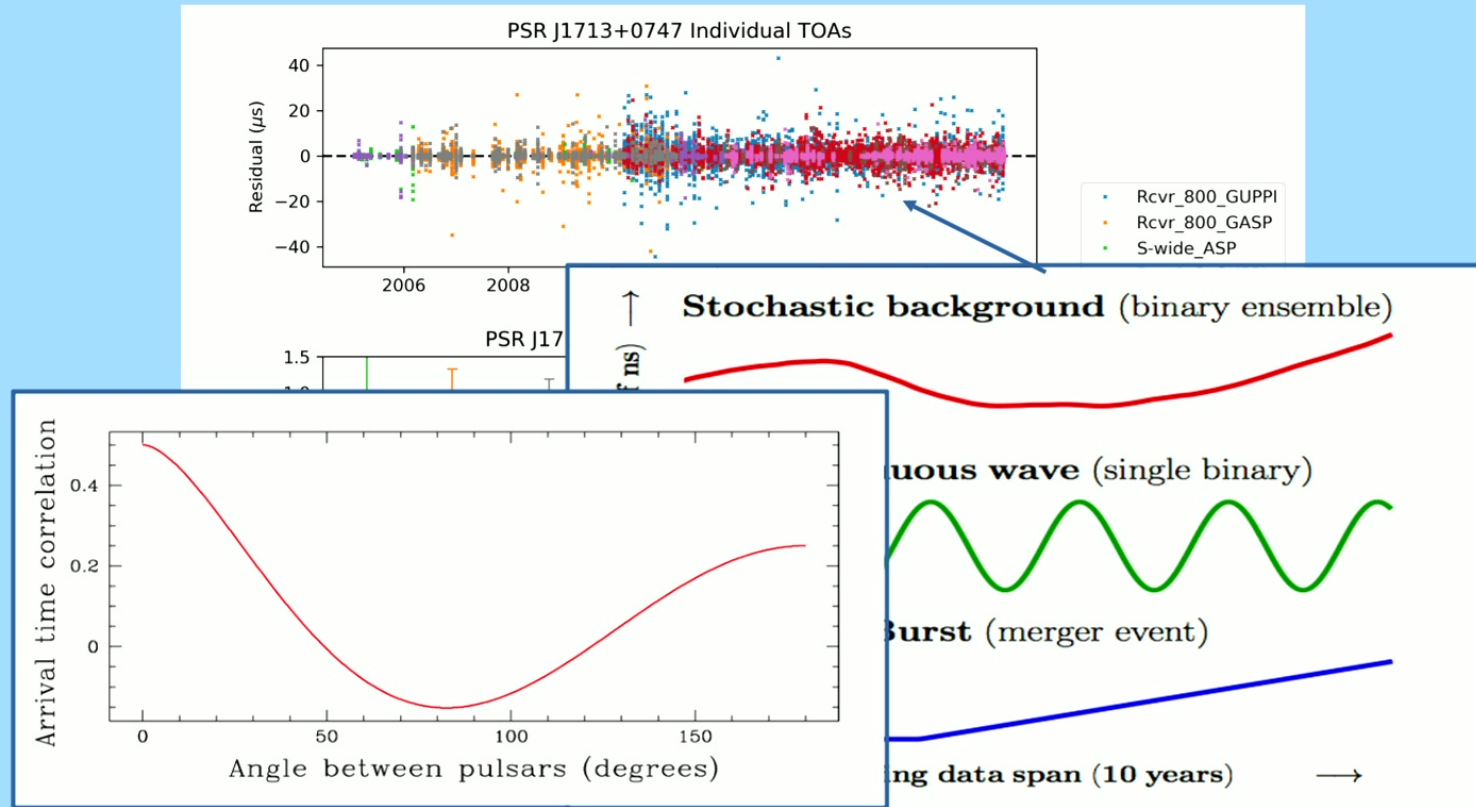 PSR J1713+0747 Individual TOAs
Residual (μs)
40
20
0
−20
−40
2006
2008
Rcvr_800_GUPPI
Rcvr_800_GASP
S-wide_ASP
PSR J17
1.5
Stochastic background (binary ensemble)
f ns)
uous wave (single binary)
Burst (merger event)
ng data span (10 years)
Arrival time correlation
0.4
0.2
0
0
50
100
150
Angle between pulsars (degrees)